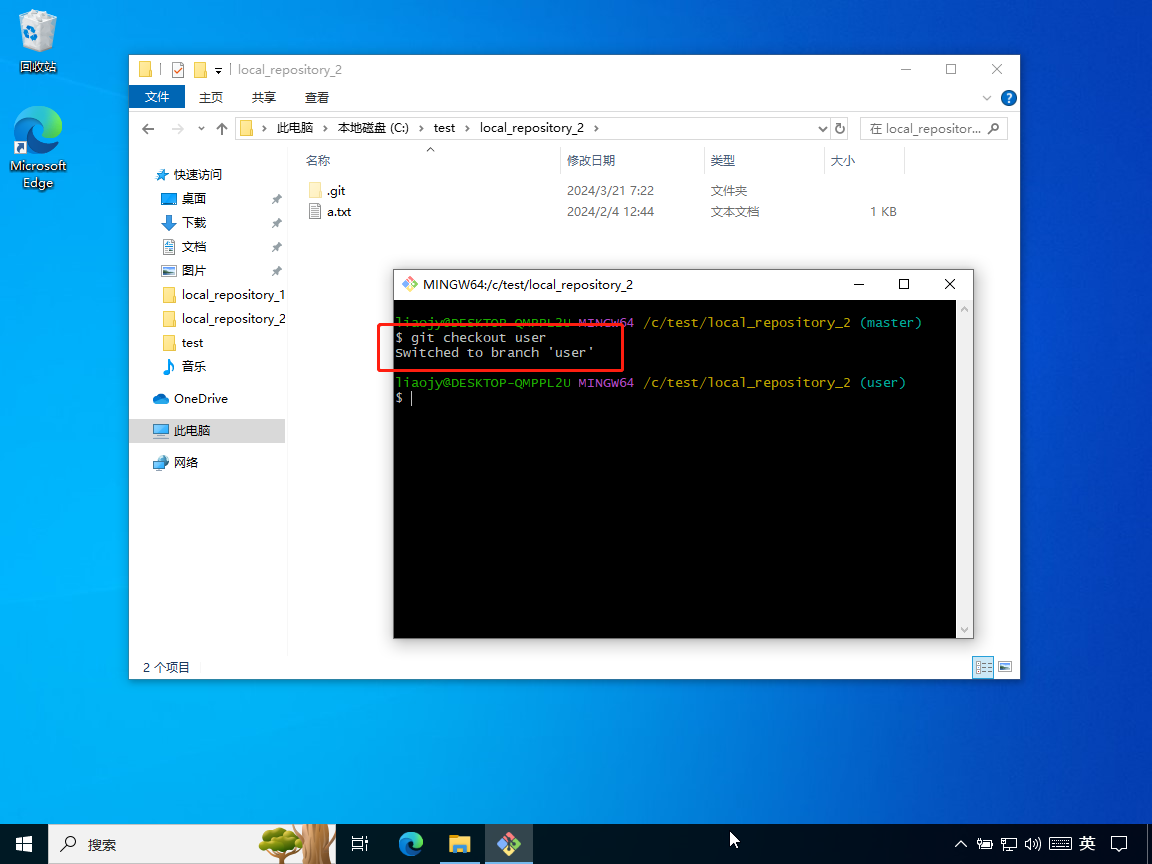 回收站
Microsoft
Edge
local_repository_2
文件 主页 共享 查看
此电脑 本地磁盘 (C:) test local_repository_2
在 local_repositor...
名称 修改日期 类型 大小
.git 2024/3/21 7:22 文件夹
a.txt 2024/2/4 12:44 文本文档 1 KB
快速访问
桌面
下载
文档
图片
local_repository_1
local_repository_2
test
音乐
OneDrive
此电脑
网络
2 个项目
MINGW64:/c/test/local_repository_2
liaojy@DESKTOP-QMPPL2U MINGW64 /c/test/local_repository_2 (master)
$ git checkout user
Switched to branch 'user'
liaojy@DESKTOP-QMPPL2U MINGW64 /c/test/local_repository_2 (user)
$
搜索
英